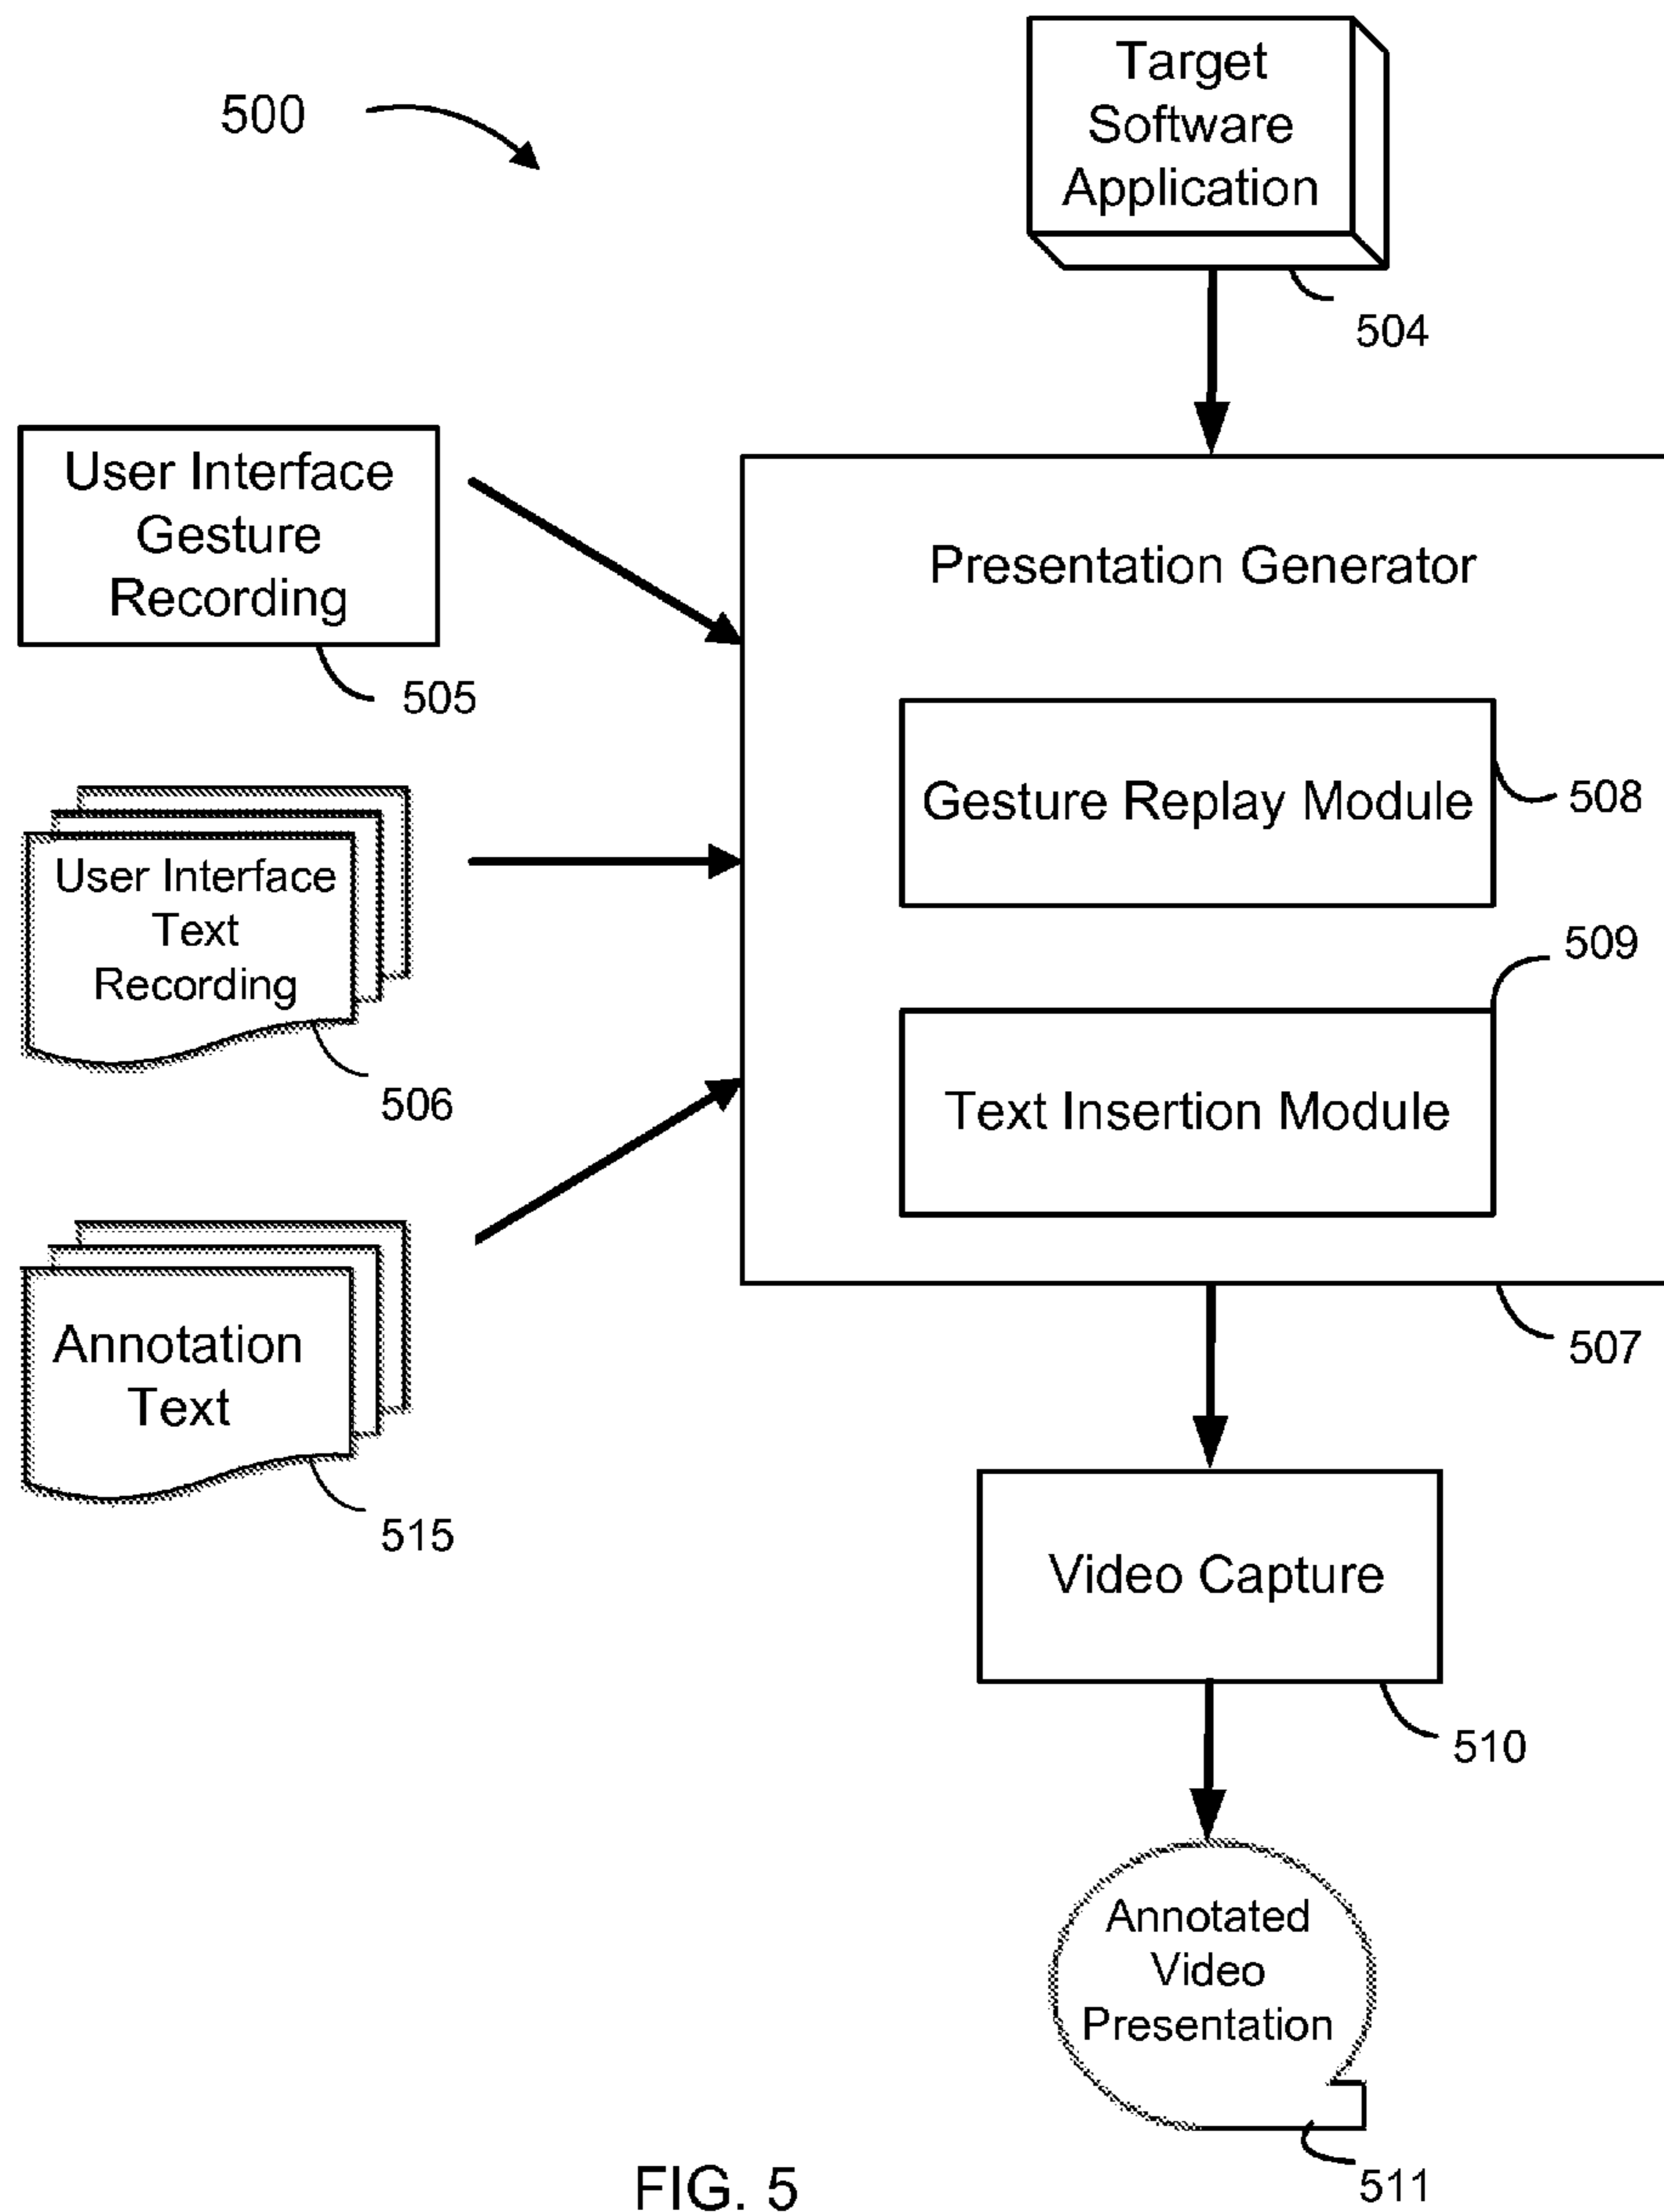 500
Target
Software
Application
504
User Interface
Gesture
Recording
505
User Interface
Text
Recording
506
Annotation
Text
515
Presentation Generator
Gesture Replay Module
508
509
Text Insertion Module
507
Video Capture
510
Annotated
Video
Presentation
511
FIG. 5